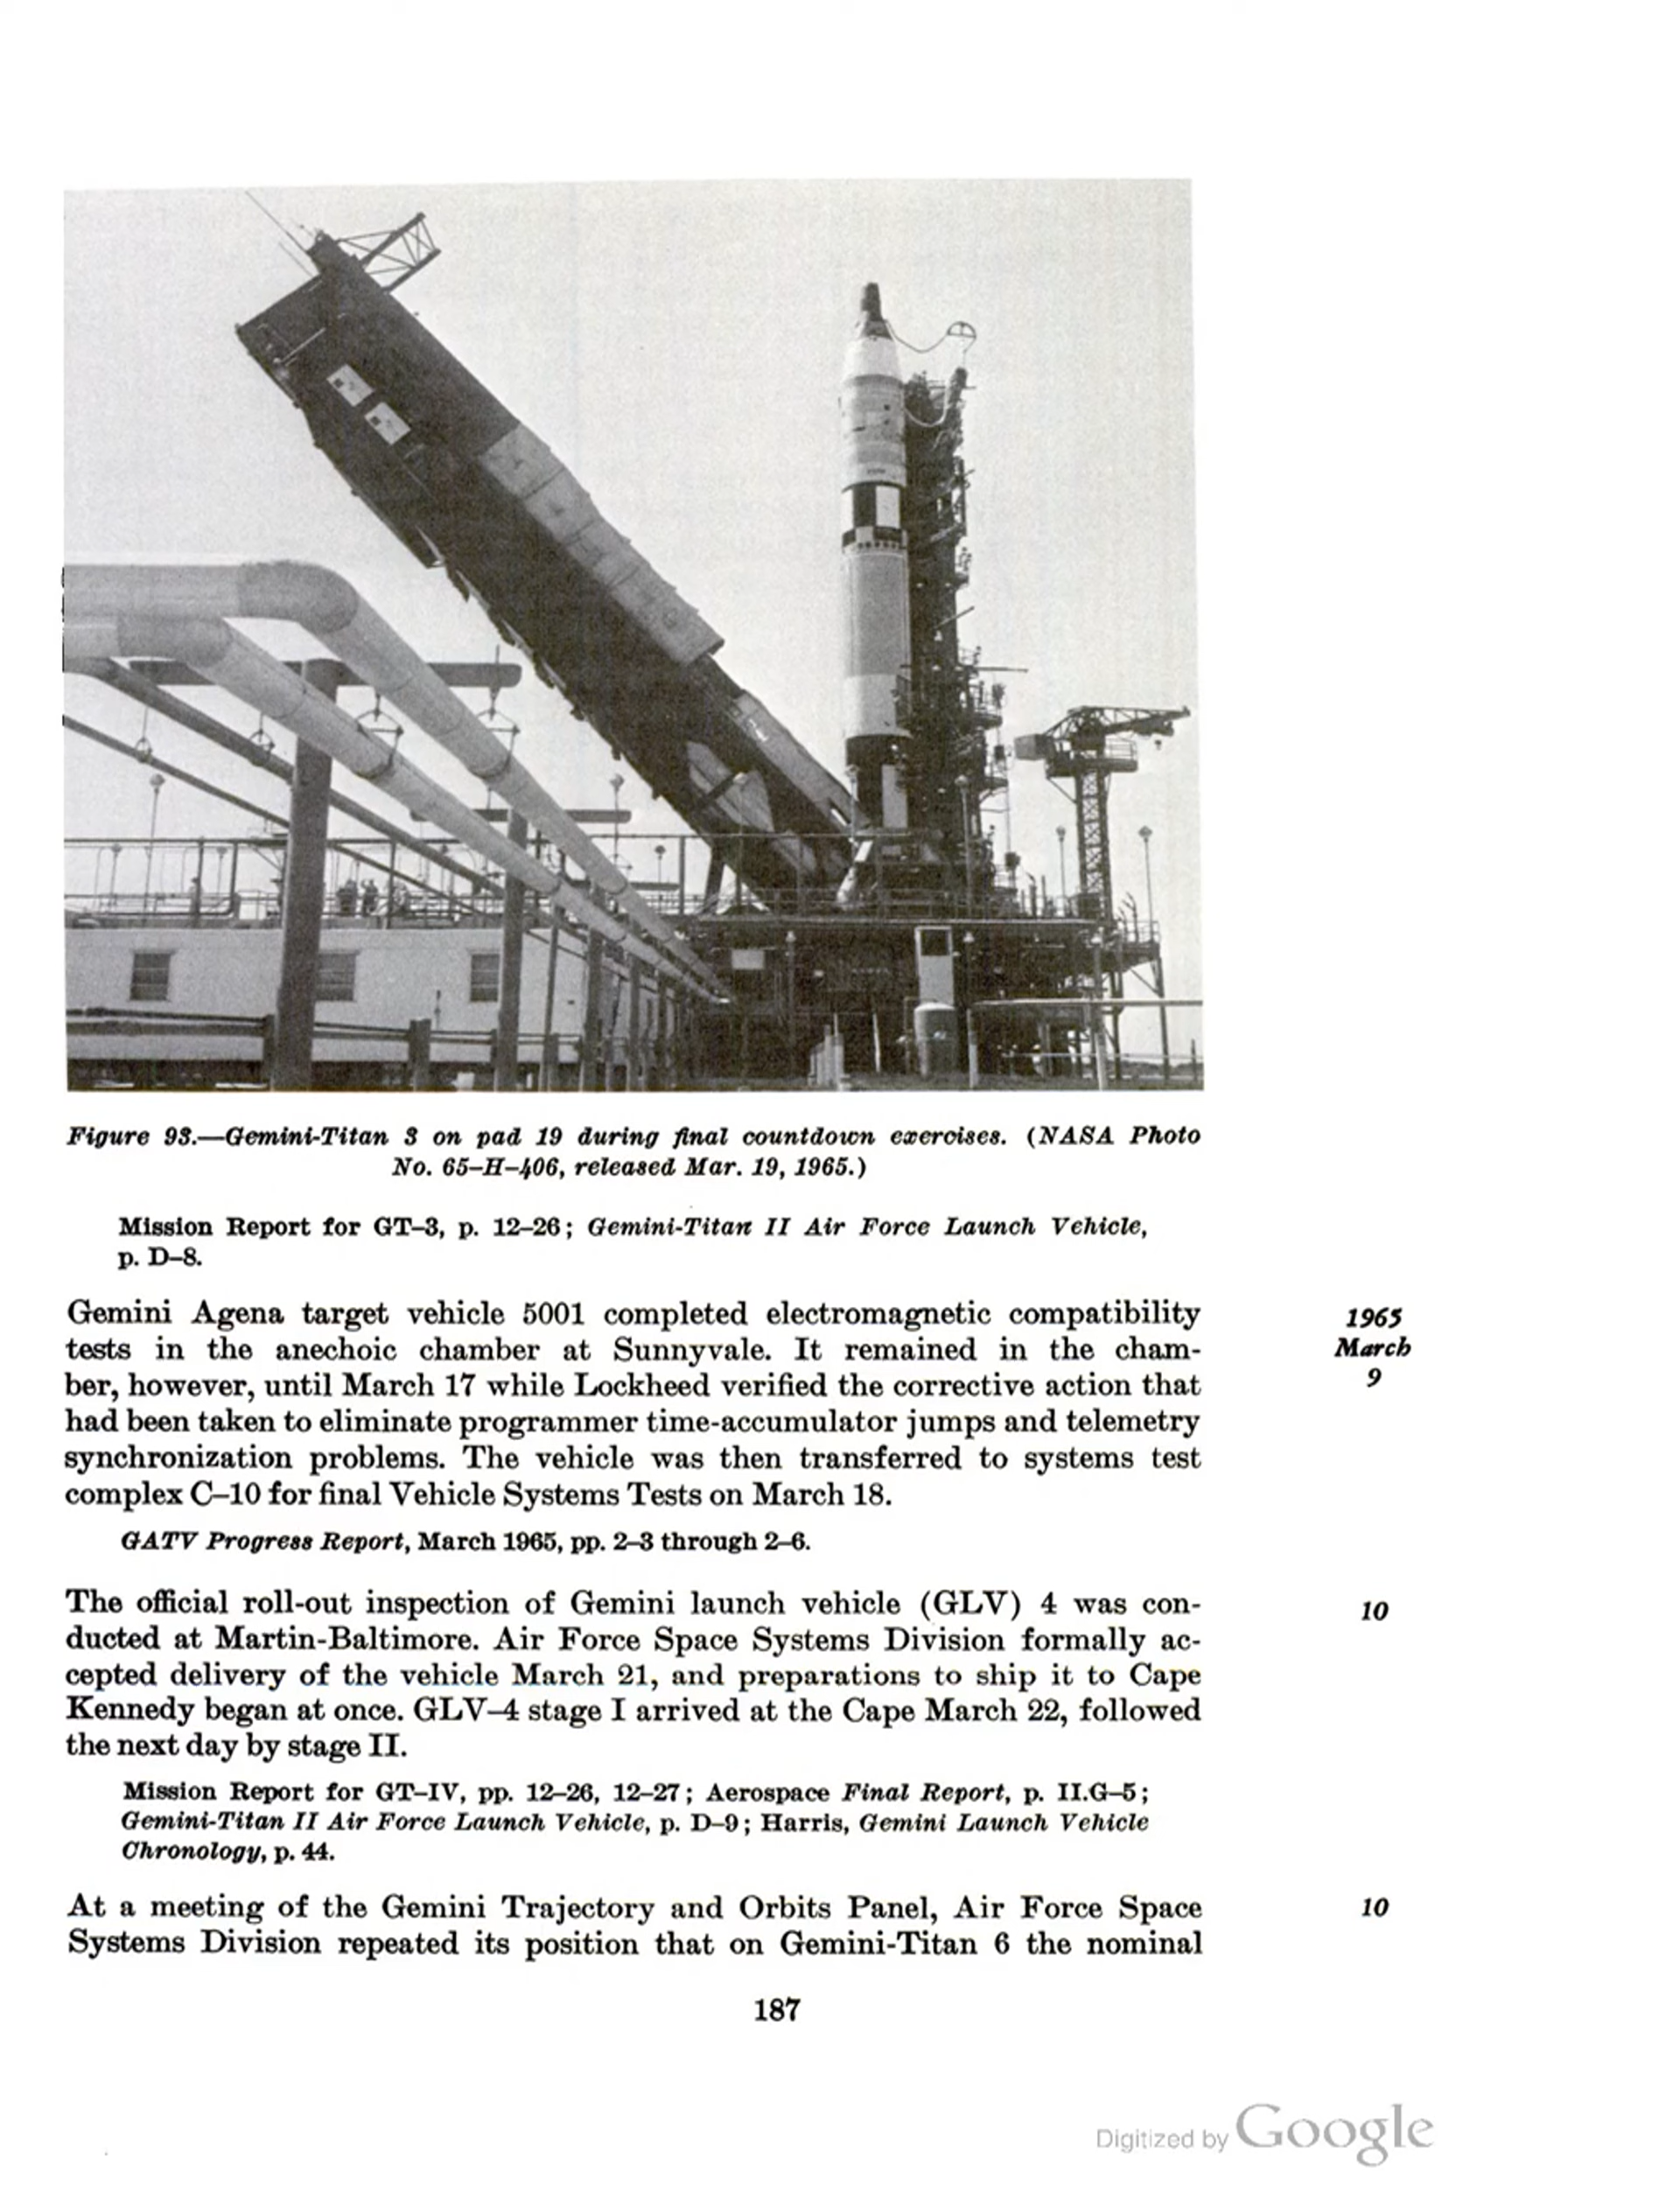 Figure 93.—Gemini-Titan 3 on pad 19 during final countdown exercises. (NASA Photo
No. 65–H–406, released Mar. 19, 1965.)
Mission Report for GT–3, p. 12–26; Gemini-Titan II Air Force Launch Vehicle,
p. D–8.
Gemini Agena target vehicle 5001 completed electromagnetic compatibility
tests in the anechoic chamber at Sunnyvale. It remained in the cham-
ber, however, until March 17 while Lockheed verified the corrective action that
had been taken to eliminate programmer time-accumulator jumps and telemetry
synchronization problems. The vehicle was then transferred to systems test
complex C–10 for final Vehicle Systems Tests on March 18.
1965
March
9
GATV Progress Report, March 1965, pp. 2–3 through 2–6.
The official roll-out inspection of Gemini launch vehicle (GLV) 4 was con-
ducted at Martin-Baltimore. Air Force Space Systems Division formally ac-
cepted delivery of the vehicle March 21, and preparations to ship it to Cape
Kennedy began at once. GLV–4 stage I arrived at the Cape March 22, followed
the next day by stage II.
10
Mission Report for GT–IV, pp. 12–26, 12–27; Aerospace Final Report, p. II.G–5;
Gemini-Titan II Air Force Launch Vehicle, p. D–9; Harris, Gemini Launch Vehicle
Chronology, p. 44.
At a meeting of the Gemini Trajectory and Orbits Panel, Air Force Space
Systems Division repeated its position that on Gemini-Titan 6 the nominal
10
187
Digitized by Google